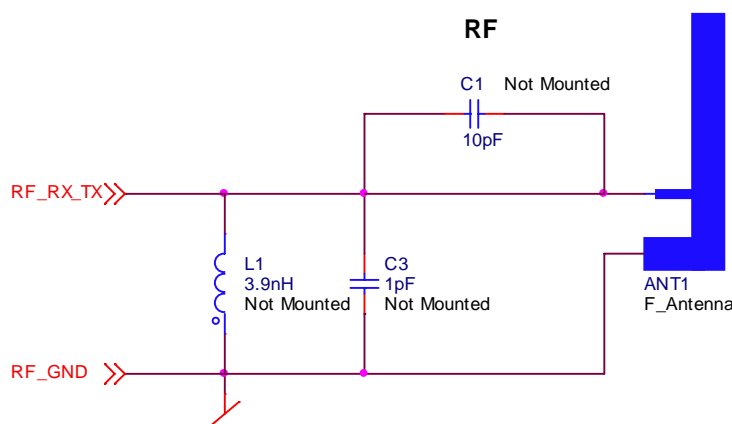 RF
C1 Not Mounted
10pF
RF_RX_TX
L1
3.9nH
Not Mounted
C3
1pF
Not Mounted
ANT1
F_Antenna
RF_GND